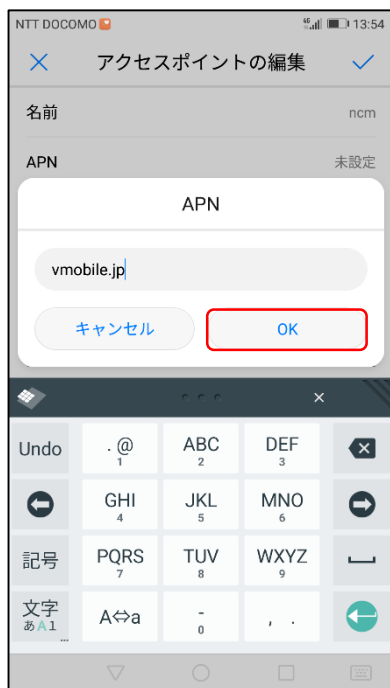 NTT DOCOMO 4G 13:54
アクセスポイントの編集
名前 ncm
APN 未設定
APN
vmobile.jp
キャンセル OK
Undo . @ ABC DEF
1 2 3
GHI JKL MNO
4 5 6
記号 PQRS TUV WXYZ
7 8 9
文字 A⇔a - , .
あA1 0